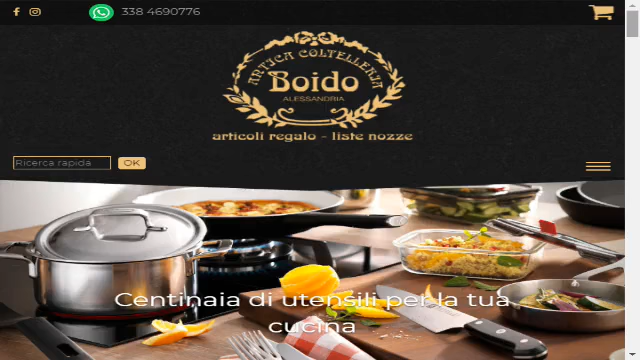 338 4690776
ARTICA COLTELLERIA
Boido
ALESSANDRIA
articoli regalo - liste nozze
Ricerca rapida
OK
Centinaia di utensili per la tua
cucina